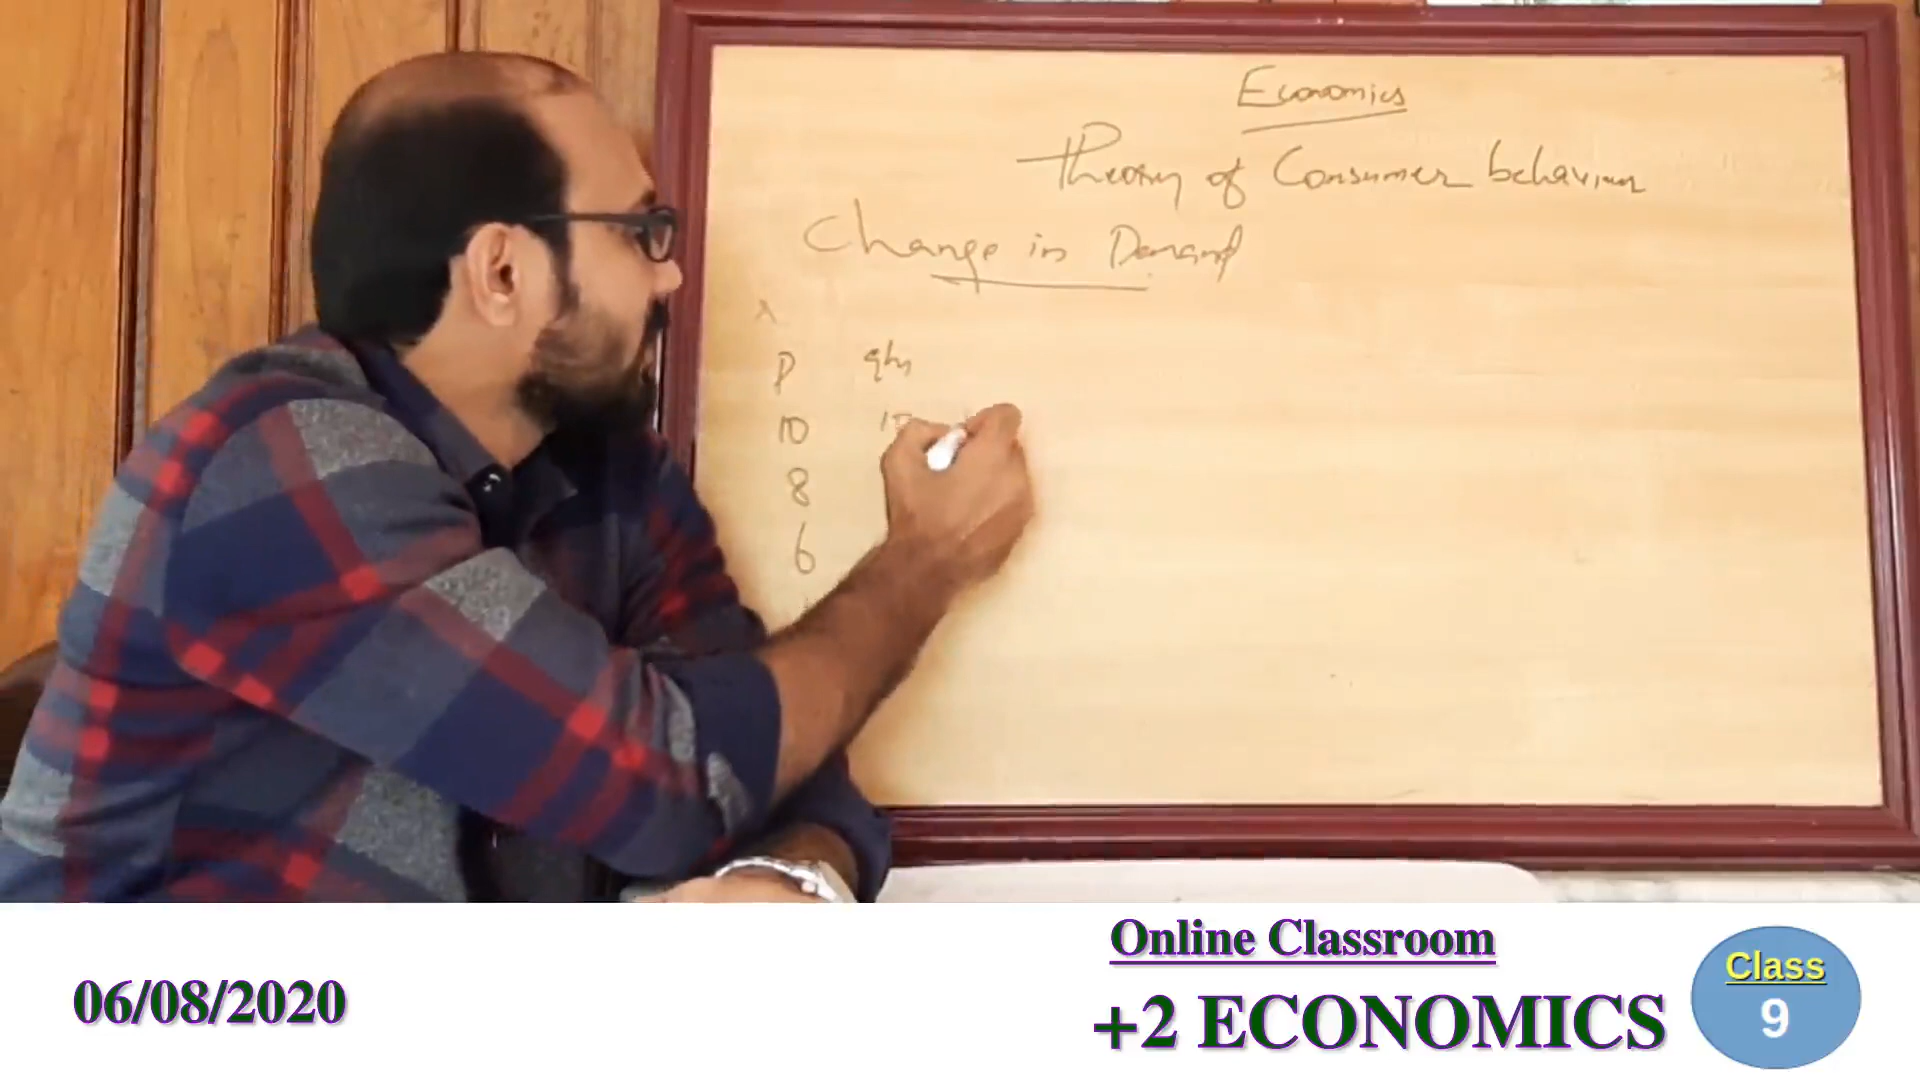 Economics
Theory of Consumer behaviour
Change in Demand
x
P qty
10
8
6
Online Classroom
Class
06/08/2020
+2 ECONOMICS
9